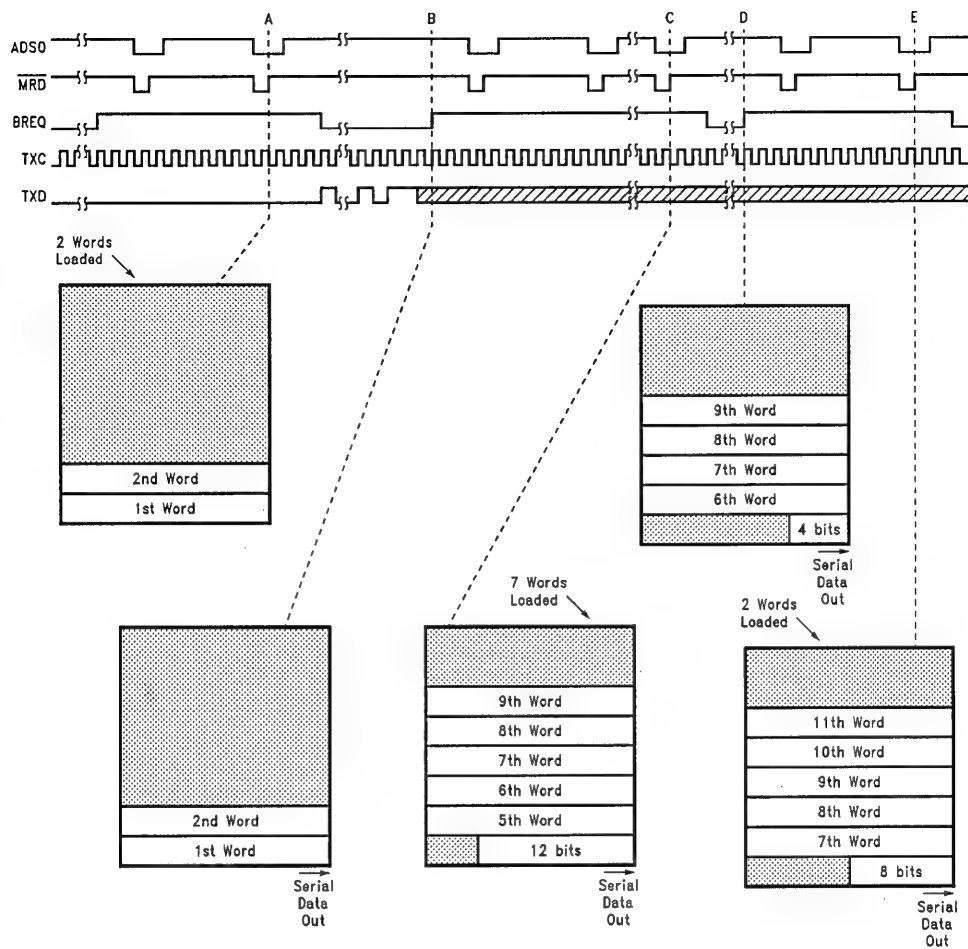 A B C D E
ADS0
MRD
BREQ
TXC
TXD
2 Words
Loaded
2nd Word
1st Word
9th Word
8th Word
7th Word
6th Word
4 bits
Serial
Data
Out
2nd Word
1st Word
Serial
Data
Out
7 Words
Loaded
9th Word
8th Word
7th Word
6th Word
5th Word
12 bits
Serial
Data
Out
2 Words
Loaded
11th Word
10th Word
9th Word
8th Word
7th Word
8 bits
Serial
Data
Out